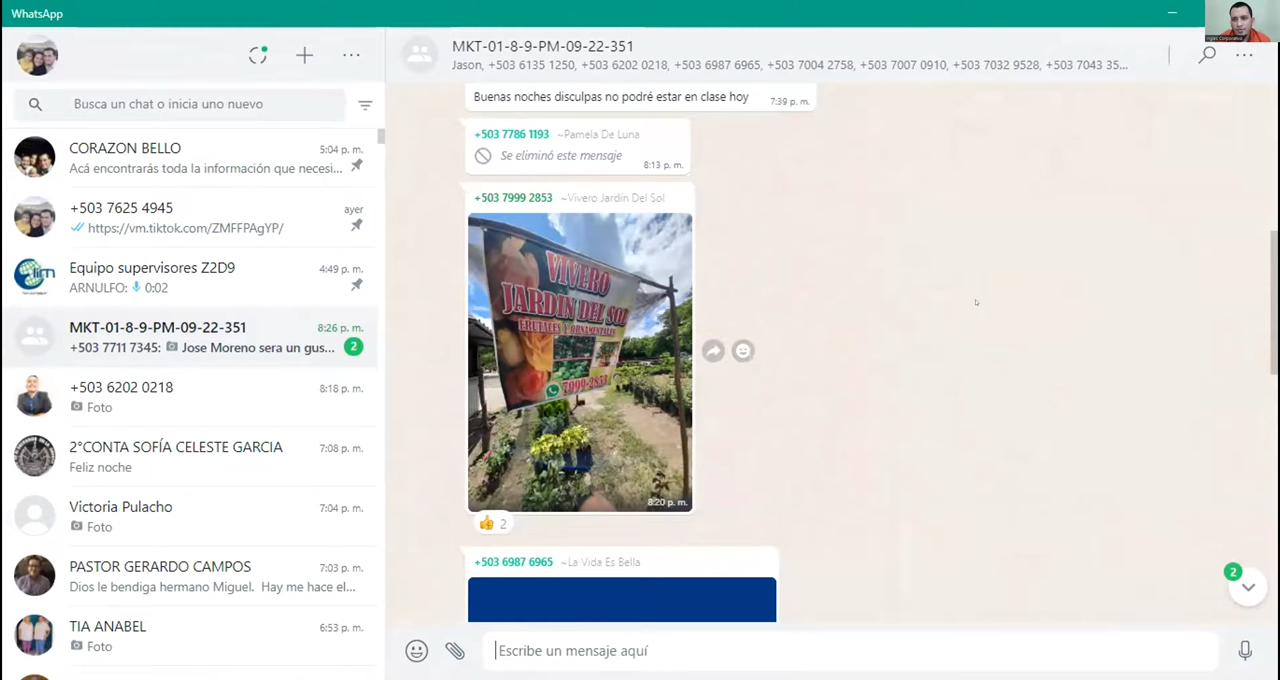 WhatsApp
Busca un chat o inicia uno nuevo
CORAZON BELLO
5:04 p. m.
Acá encontrarás toda la información que necesi...
+503 7625 4945
ayer
https://vm.tiktok.com/ZMFFPAgYP/
Equipo supervisores Z2D9
4:49 p. m.
ARNULFO: 0:02
MKT-01-8-9-PM-09-22-351
8:26 p. m.
+503 7711 7345: Jose Moreno sera un gus...
2
+503 6202 0218
8:18 p. m.
Foto
2°CONTA SOFÍA CELESTE GARCIA
7:08 p. m.
Feliz noche
Victoria Pulacho
7:04 p. m.
Foto
PASTOR GERARDO CAMPOS
7:03 p. m.
Dios le bendiga hermano Miguel. Hay me hace el...
TIA ANABEL
6:53 p. m.
Foto
MKT-01-8-9-PM-09-22-351
Jason, +503 6135 1250, +503 6202 0218, +503 6987 6965, +503 7004 2758, +503 7007 0910, +503 7032 9528, +503 7043 35...
Buenas noches disculpas no podré estar en clase hoy
7:39 p. m.
+503 7786 1193 ~Pamela De Luna
Se eliminó este mensaje
8:13 p. m.
+503 7999 2853 ~Vivero Jardín Del Sol
VIVERO
JARDIN DEL SOL
FRUTALES Y ORNAMENTALES
7999-2853
8:20 p. m.
2
+503 6987 6965 ~La Vida Es Bella
2
Escribe un mensaje aquí